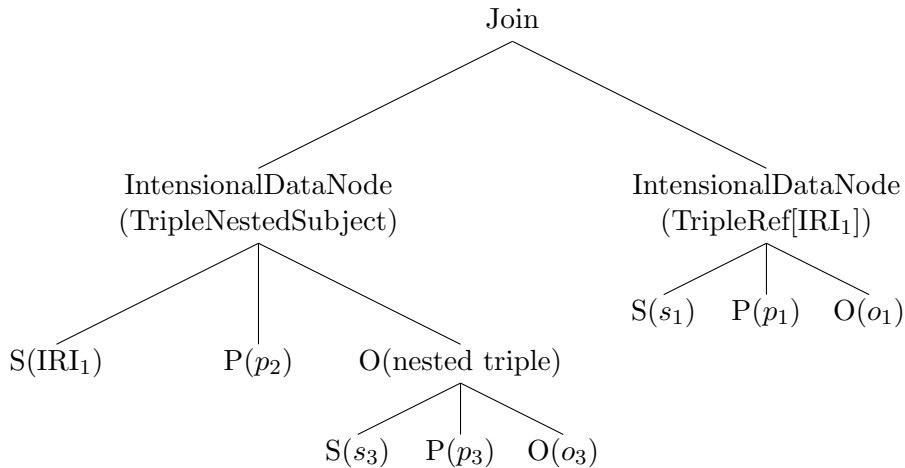 Join
IntensionalDataNode
(TripleNestedSubject)
IntensionalDataNode
(TripleRef[IRI₁])
S(s₁) P(p₁) O(o₁)
S(IRI₁) P(p₂) O(nested triple)
S(s₃) P(p₃) O(o₃)